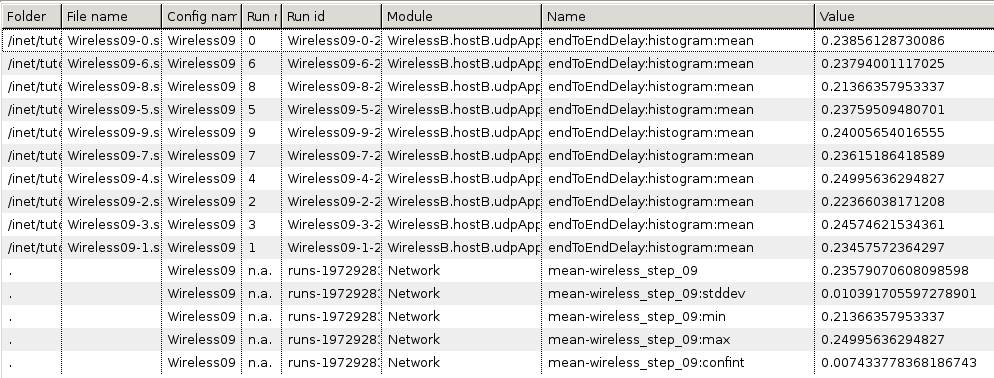 Folder File name Config nam Run r Run id Module Name Value
/inet/tute Wireless09-0.s Wireless09 0 Wireless09-0-2 WirelessB.hostB.udpApp endToEndDelay:histogram:mean 0.23856128730086
/inet/tute Wireless09-6.s Wireless09 6 Wireless09-6-2 WirelessB.hostB.udpApp endToEndDelay:histogram:mean 0.23794001117025
/inet/tute Wireless09-8.s Wireless09 8 Wireless09-8-2 WirelessB.hostB.udpApp endToEndDelay:histogram:mean 0.21366357953337
/inet/tute Wireless09-5.s Wireless09 5 Wireless09-5-2 WirelessB.hostB.udpApp endToEndDelay:histogram:mean 0.23759509480701
/inet/tute Wireless09-9.s Wireless09 9 Wireless09-9-2 WirelessB.hostB.udpApp endToEndDelay:histogram:mean 0.24005654016555
/inet/tute Wireless09-7.s Wireless09 7 Wireless09-7-2 WirelessB.hostB.udpApp endToEndDelay:histogram:mean 0.23615186418589
/inet/tute Wireless09-4.s Wireless09 4 Wireless09-4-2 WirelessB.hostB.udpApp endToEndDelay:histogram:mean 0.24995636294827
/inet/tute Wireless09-2.s Wireless09 2 Wireless09-2-2 WirelessB.hostB.udpApp endToEndDelay:histogram:mean 0.22366038171208
/inet/tute Wireless09-3.s Wireless09 3 Wireless09-3-2 WirelessB.hostB.udpApp endToEndDelay:histogram:mean 0.24574621534361
/inet/tute Wireless09-1.s Wireless09 1 Wireless09-1-2 WirelessB.hostB.udpApp endToEndDelay:histogram:mean 0.23457572364297
. Wireless09 n.a. runs-1972928: Network mean-wireless_step_09 0.23579070608098598
. Wireless09 n.a. runs-1972928: Network mean-wireless_step_09:stddev 0.010391705597278901
. Wireless09 n.a. runs-1972928: Network mean-wireless_step_09:min 0.21366357953337
. Wireless09 n.a. runs-1972928: Network mean-wireless_step_09:max 0.24995636294827
. Wireless09 n.a. runs-1972928: Network mean-wireless_step_09:confint 0.007433778368186743